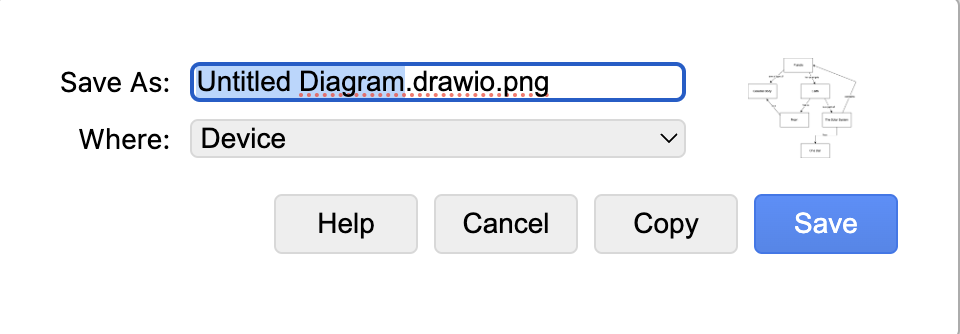 Save As: Untitled Diagram.drawio.png
Where: Device
Help Cancel Copy Save